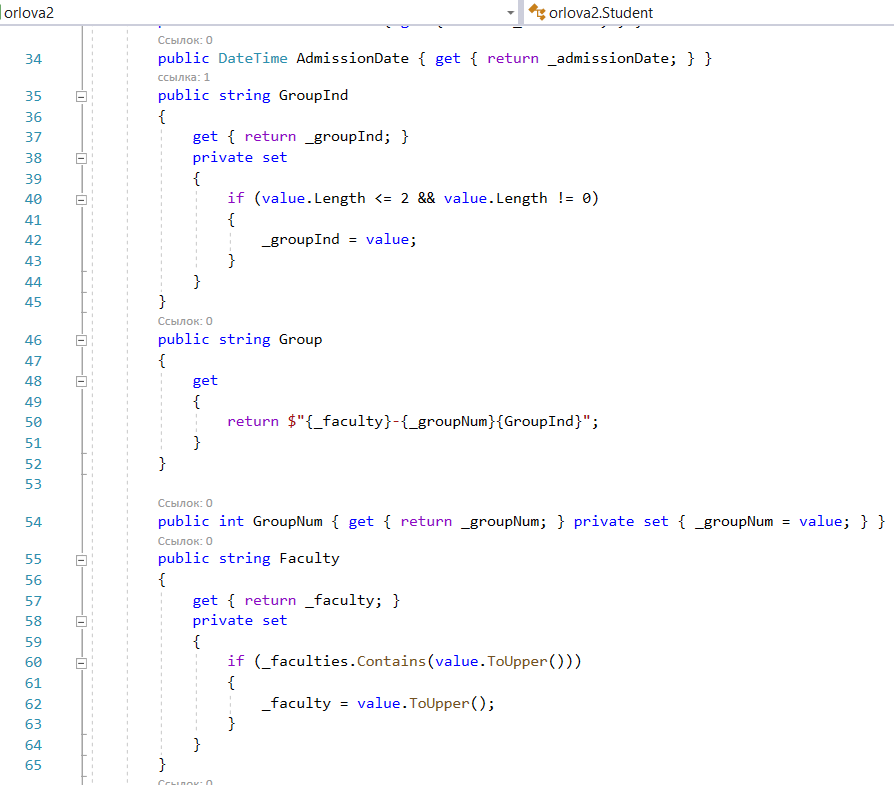 orlova2 orlova2.Student
Ссылок: 0
34 public DateTime AdmissionDate { get { return _admissionDate; } }
ссылка: 1
35 public string GroupInd
36 {
37 get { return _groupInd; }
38 private set
39 {
40 if (value.Length <= 2 && value.Length != 0)
41 {
42 _groupInd = value;
43 }
44 }
45 }
Ссылок: 0
46 public string Group
47 {
48 get
49 {
50 return $"{_faculty}-{_groupNum}{GroupInd}";
51 }
52 }
53
Ссылок: 0
54 public int GroupNum { get { return _groupNum; } private set { _groupNum = value; } }
Ссылок: 0
55 public string Faculty
56 {
57 get { return _faculty; }
58 private set
59 {
60 if (_faculties.Contains(value.ToUpper()))
61 {
62 _faculty = value.ToUpper();
63 }
64 }
65 }
Ссылок: 0